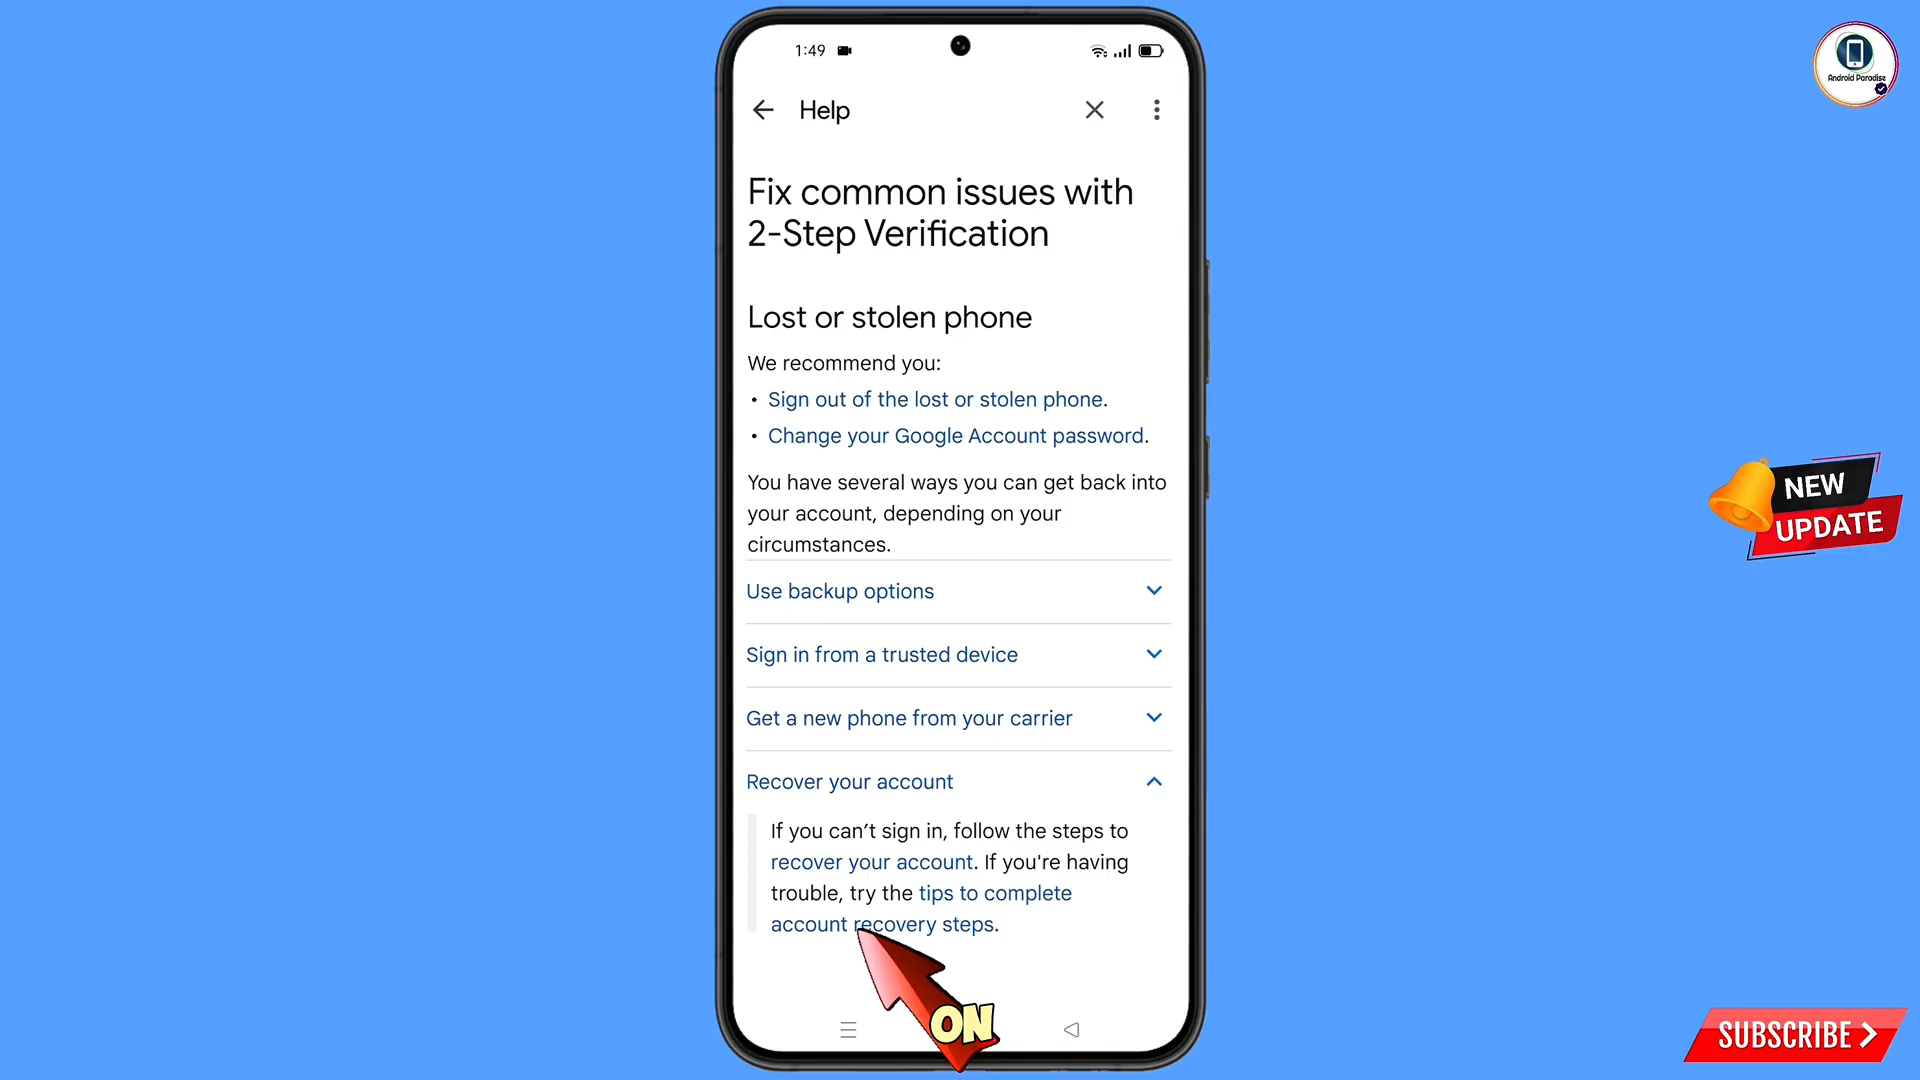 1:49
Android Paradise
Help
Fix common issues with
2-Step Verification
Lost or stolen phone
We recommend you:
• Sign out of the lost or stolen phone.
• Change your Google Account password.
You have several ways you can get back into
your account, depending on your
circumstances.
NEW
UPDATE
Use backup options
Sign in from a trusted device
Get a new phone from your carrier
Recover your account
If you can't sign in, follow the steps to
recover your account. If you're having
trouble, try the tips to complete
account recovery steps.
ON
SUBSCRIBE